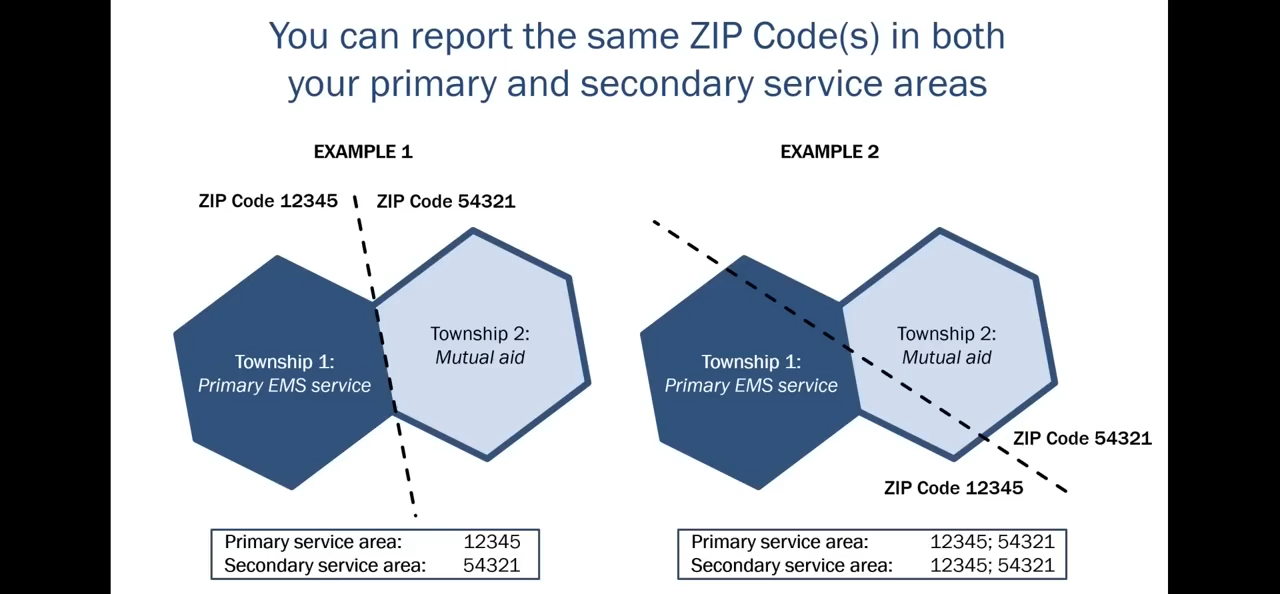 You can report the same ZIP Code(s) in both
your primary and secondary service areas
EXAMPLE 1
ZIP Code 12345
ZIP Code 54321
Township 1:
Primary EMS service
Township 2:
Mutual aid
Primary service area: 12345
Secondary service area: 54321
EXAMPLE 2
Township 1:
Primary EMS service
Township 2:
Mutual aid
ZIP Code 54321
ZIP Code 12345
Primary service area: 12345; 54321
Secondary service area: 12345; 54321